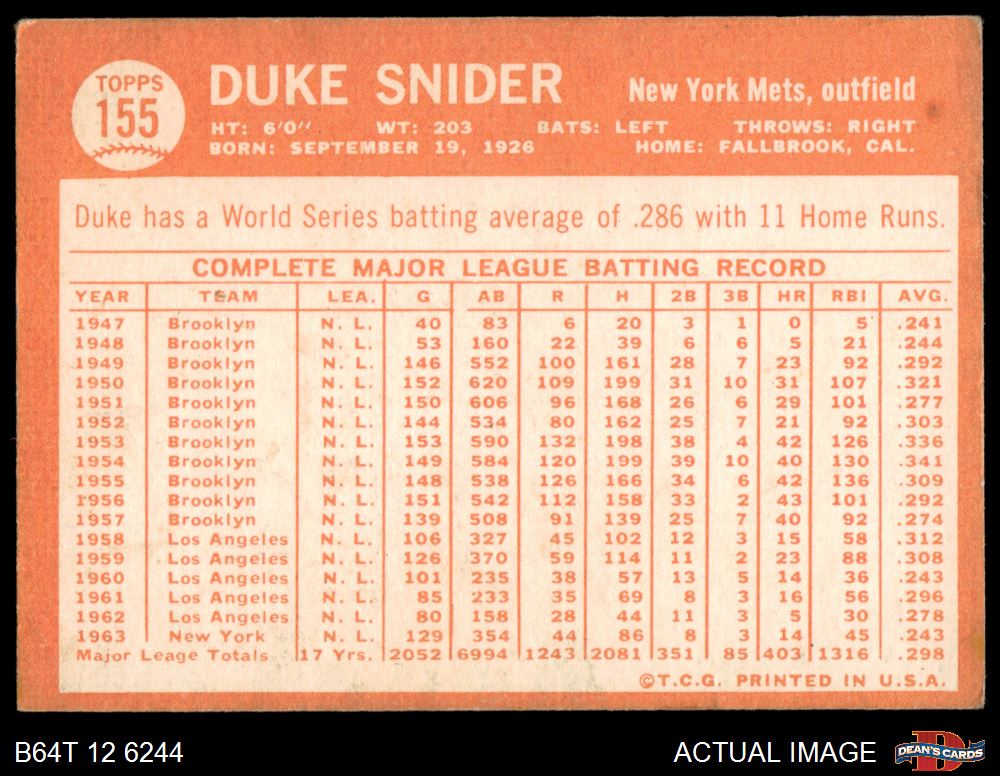 TOPPS
155
DUKE SNIDER New York Mets, outfield
HT: 6'0" WT: 203 BATS: LEFT THROWS: RIGHT
BORN: SEPTEMBER 19, 1926 HOME: FALLBROOK, CAL.
Duke has a World Series batting average of .286 with 11 Home Runs.
COMPLETE MAJOR LEAGUE BATTING RECORD
YEAR TEAM LEA. G AB R H 2B 3B HR RBI AVG.
1947 Brooklyn N. L. 40 83 6 20 3 1 0 5 .241
1948 Brooklyn N. L. 53 160 22 39 6 6 5 21 .244
1949 Brooklyn N. L. 146 552 100 161 28 7 23 92 .292
1950 Brooklyn N. L. 152 620 109 199 31 10 31 107 .321
1951 Brooklyn N. L. 150 606 96 168 26 6 29 101 .277
1952 Brooklyn N. L. 144 534 80 162 25 7 21 92 .303
1953 Brooklyn N. L. 153 590 132 198 38 4 42 126 .336
1954 Brooklyn N. L. 149 584 120 199 39 10 40 130 .341
1955 Brooklyn N. L. 148 538 126 166 34 6 42 136 .309
1956 Brooklyn N. L. 151 542 112 158 33 2 43 101 .292
1957 Brooklyn N. L. 139 508 91 139 25 7 40 92 .274
1958 Los Angeles N. L. 106 327 45 102 12 3 15 58 .312
1959 Los Angeles N. L. 126 370 59 114 11 2 23 88 .308
1960 Los Angeles N. L. 101 235 38 57 13 5 14 36 .243
1961 Los Angeles N. L. 85 233 35 69 8 3 16 56 .296
1962 Los Angeles N. L. 80 158 28 44 11 3 5 30 .278
1963 New York N. L. 129 354 44 86 8 3 14 45 .243
Major Leage Totals 17 Yrs. 2052 6994 1243 2081 351 85 403 1316 .298
©T.C.G. PRINTED IN U.S.A.
B64T 12 6244 ACTUAL IMAGE DEAN'S CARDS